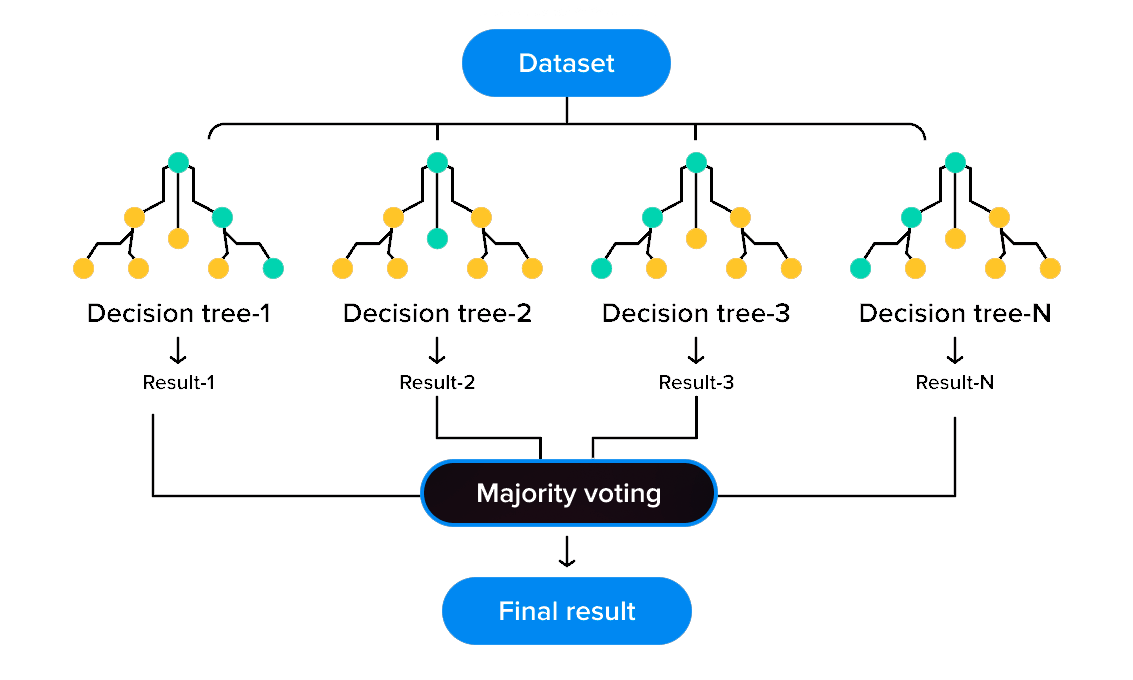 Dataset
Decision tree-1
Decision tree-2
Decision tree-3
Decision tree-N
Result-1
Result-2
Result-3
Result-N
Majority voting
Final result